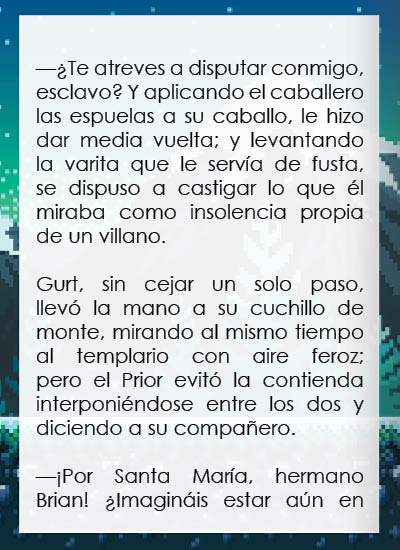 —¿Te atreves a disputar conmigo,
esclavo? Y aplicando el caballero
las espuelas a su caballo, le hizo
dar media vuelta; y levantando
la varita que le servía de fusta,
se dispuso a castigar lo que él
miraba como insolencia propia
de un villano.
Gurt, sin cejar un solo paso,
llevó la mano a su cuchillo de
monte, mirando al mismo tiempo
al templario con aire feroz;
pero el Prior evitó la contienda
interponiéndose entre los dos y
diciendo a su compañero.
—¡Por Santa María, hermano
Brian! ¿Imagináis estar aún en